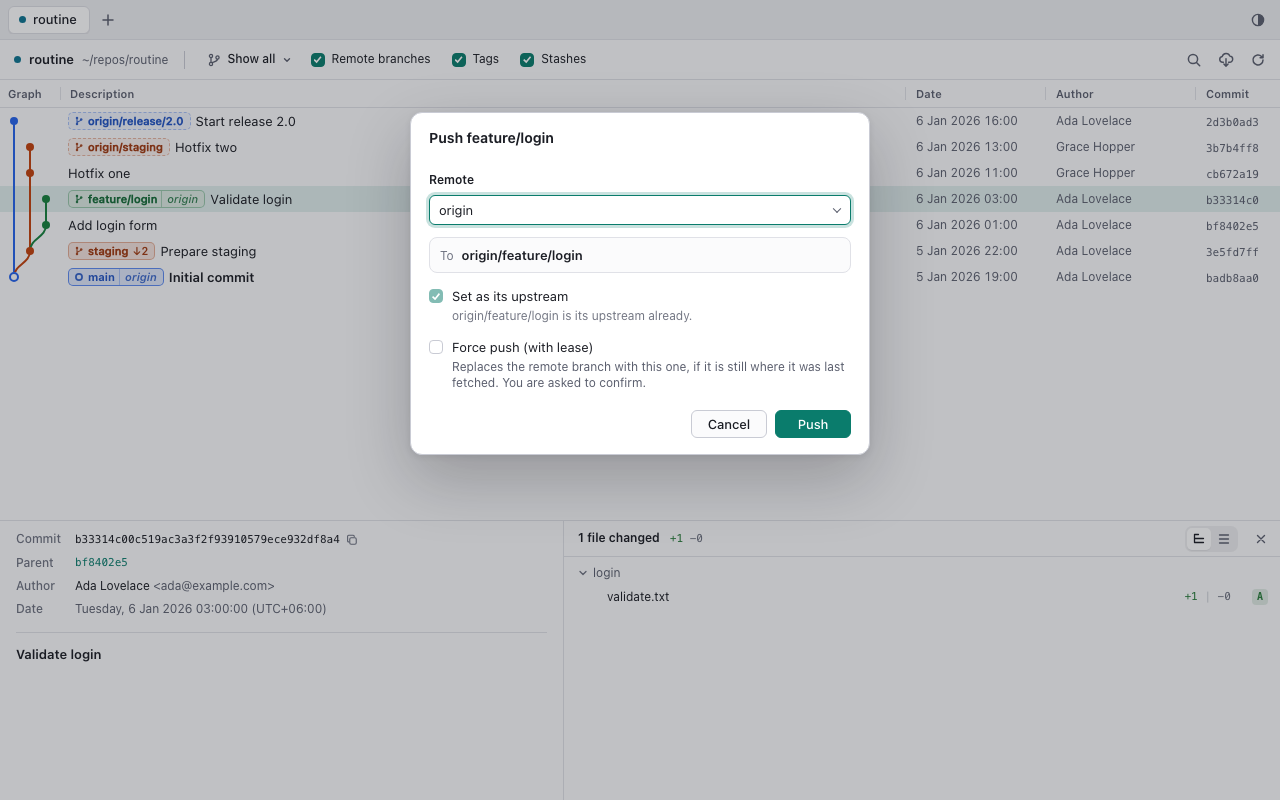 routine
routine ~/repos/routine Show all Remote branches Tags Stashes
Graph Description Date Author Commit
origin/release/2.0 Start release 2.0 6 Jan 2026 16:00 Ada Lovelace 2d3b0ad3
origin/staging Hotfix two 6 Jan 2026 13:00 Grace Hopper 3b7b4ff8
Hotfix one 6 Jan 2026 11:00 Grace Hopper cb672a19
feature/login origin Validate login 6 Jan 2026 03:00 Ada Lovelace b33314c0
Add login form 6 Jan 2026 01:00 Ada Lovelace bf8402e5
staging ↓2 Prepare staging 5 Jan 2026 22:00 Ada Lovelace 3e5fd7ff
main origin Initial commit 5 Jan 2026 19:00 Ada Lovelace badb8aa0
Push feature/login
Remote
origin
To origin/feature/login
Set as its upstream
origin/feature/login is its upstream already.
Force push (with lease)
Replaces the remote branch with this one, if it is still where it was last
fetched. You are asked to confirm.
Cancel Push
Commit b33314c00c519ac3a3f2f93910579ece932df8a4
Parent bf8402e5
Author Ada Lovelace <ada@example.com>
Date Tuesday, 6 Jan 2026 03:00:00 (UTC+06:00)
Validate login
1 file changed +1 −0
login
validate.txt +1 | −0 A